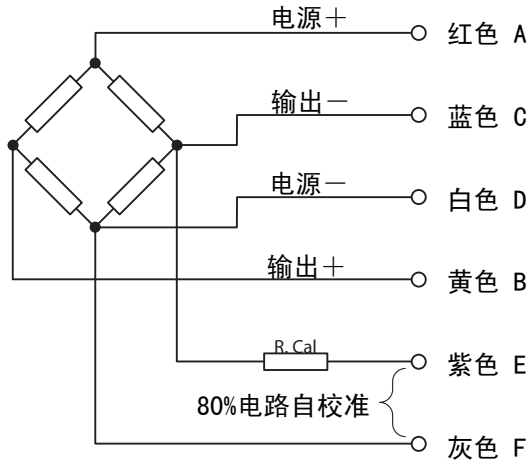 电源＋ 红色 A
输出－ 蓝色 C
电源－ 白色 D
输出＋ 黄色 B
R. Cal 紫色 E
80%电路自校准
灰色 F